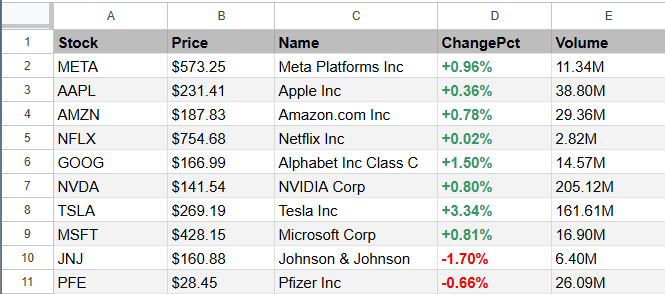 A B C D E
1 Stock Price Name ChangePct Volume
2 META $573.25 Meta Platforms Inc +0.96% 11.34M
3 AAPL $231.41 Apple Inc +0.36% 38.80M
4 AMZN $187.83 Amazon.com Inc +0.78% 29.36M
5 NFLX $754.68 Netflix Inc +0.02% 2.82M
6 GOOG $166.99 Alphabet Inc Class C +1.50% 14.57M
7 NVDA $141.54 NVIDIA Corp +0.80% 205.12M
8 TSLA $269.19 Tesla Inc +3.34% 161.61M
9 MSFT $428.15 Microsoft Corp +0.81% 16.90M
10 JNJ $160.88 Johnson & Johnson -1.70% 6.40M
11 PFE $28.45 Pfizer Inc -0.66% 26.09M